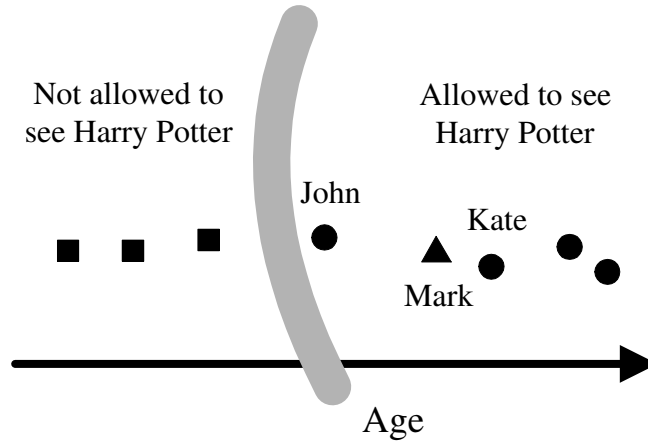 Not allowed to
see Harry Potter
Allowed to see
Harry Potter
John
Kate
Mark
Age